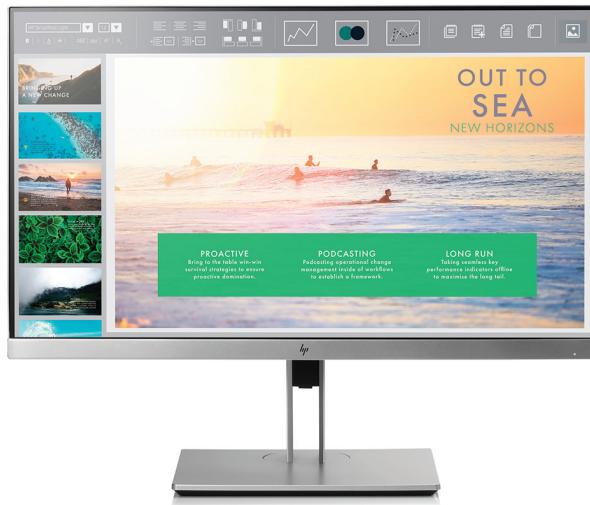 BRINGING UP
A NEW CHANGE
OUT TO
SEA
NEW HORIZONS
PROACTIVE
Bring to the table win-win
survival strategies to ensure
proactive domination.
PODCASTING
Podcasting operational change
management inside of workflows
to establish a framework.
LONG RUN
Taking seamless key
performance indicators offline
to maximise the long tail.
hp